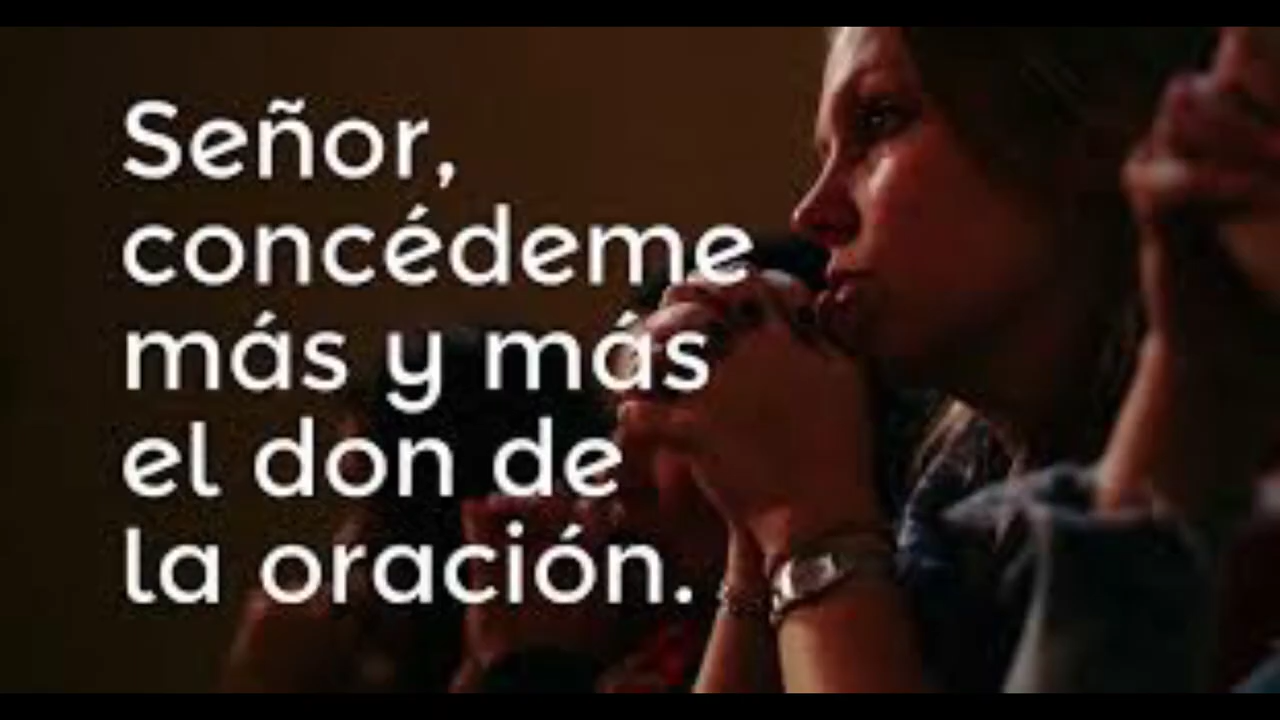 Señor,
concédeme
más y más
el don de
la oración.